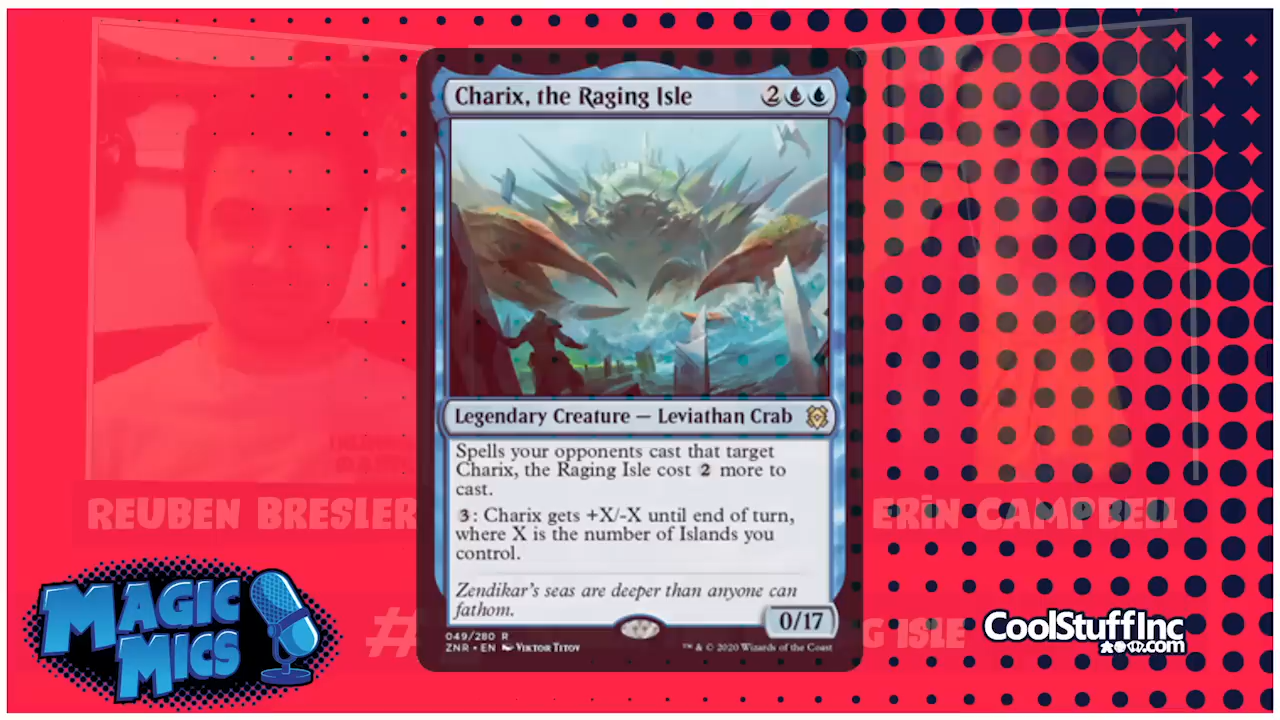 Charix, the Raging Isle 2
Legendary Creature — Leviathan Crab
Spells your opponents cast that target
Charix, the Raging Isle cost 2 more to
cast.
3: Charix gets +X/-X until end of turn,
where X is the number of Islands you
control.
Zendikar's seas are deeper than anyone can
fathom.
0/17
049/280 R
ZNR • EN Viktor Titov
™ & © 2020 Wizards of the Coast
REUBEN BRESLER
ERIN CAMPBELL
#
ISLE
MAGIC
MICS
CoolStuffInc
.com